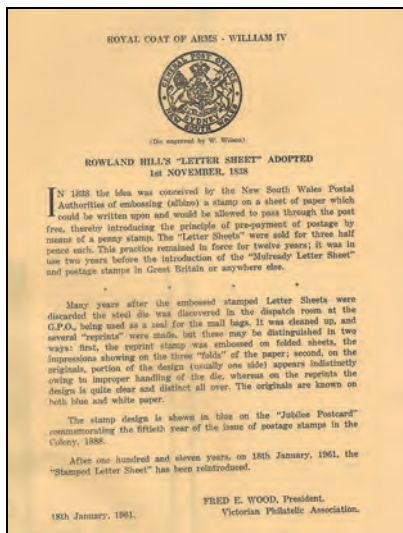 ROYAL COAT OF ARMS - WILLIAM IV
GENERAL POST OFFICE
SYDNEY
NEW SOUTH WALES
(Die engraved by W. Wilson)
ROWLAND HILL'S "LETTER SHEET" ADOPTED
1st NOVEMBER, 1838
IN 1838 the idea was conceived by the New South Wales Postal
Authorities of embossing (albino) a stamp on a sheet of paper which
could be written upon and would be allowed to pass through the post
free, thereby introducing the principle of pre-payment of postage by
means of a penny stamp. The "Letter Sheets" were sold for three half
pence each. This practice remained in force for twelve years; it was in
use two years before the introduction of the "Mulready Letter Sheet"
and postage stamps in Great Britain or anywhere else.
* * * *
Many years after the embossed stamped Letter Sheets were
discarded the steel die was discovered in the dispatch room at the
G.P.O., being used as a seal for the mail bags. It was cleaned up, and
several "reprints" were made, but these may be distinguished in two
ways: first, the reprint stamp was embossed on folded sheets, the
impressions showing on the three "folds" of the paper; second, on the
originals, portion of the design (usually one side) appears indistinctly
owing to improper handling of the die, whereas on the reprints the
design is quite clear and distinct all over. The originals are known on
both blue and white paper.
The stamp design is shown in blue on the "Jubilee Postcard"
commemorating the fiftieth year of the issue of postage stamps in the
Colony, 1888.
After one hundred and eleven years, on 18th January, 1961, the
"Stamped Letter Sheet" has been reintroduced.
FRED E. WOOD, President,
18th January, 1961. Victorian Philatelic Association.